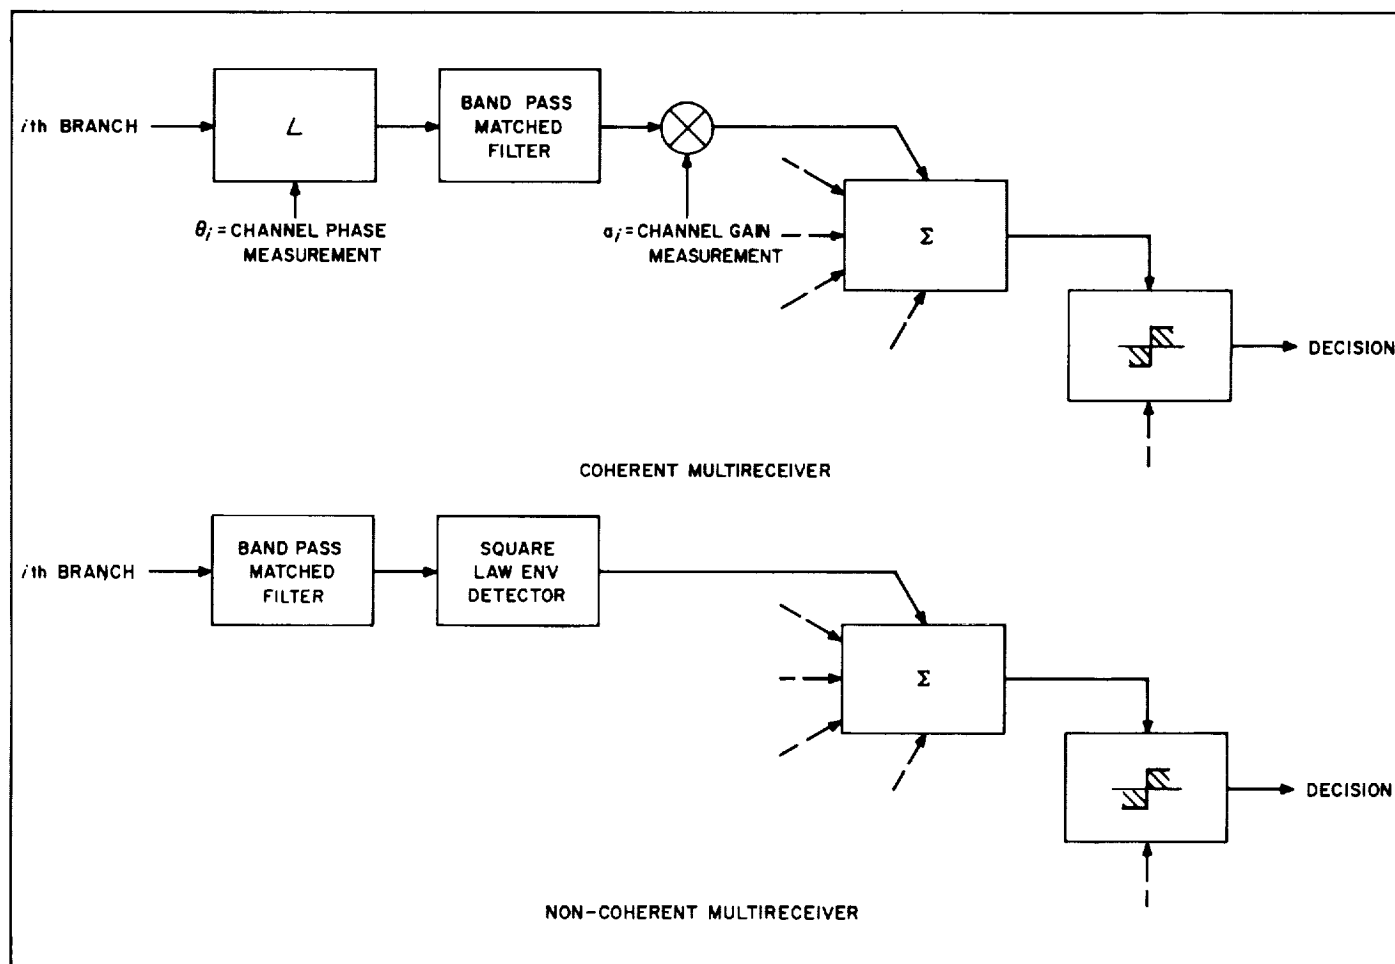 ith BRANCH
∠
BAND PASS
MATCHED
FILTER
θi = CHANNEL PHASE
MEASUREMENT
ai = CHANNEL GAIN
MEASUREMENT
Σ
DECISION
COHERENT MULTIRECEIVER
ith BRANCH
BAND PASS
MATCHED
FILTER
SQUARE
LAW ENV
DETECTOR
Σ
DECISION
NON-COHERENT MULTIRECEIVER